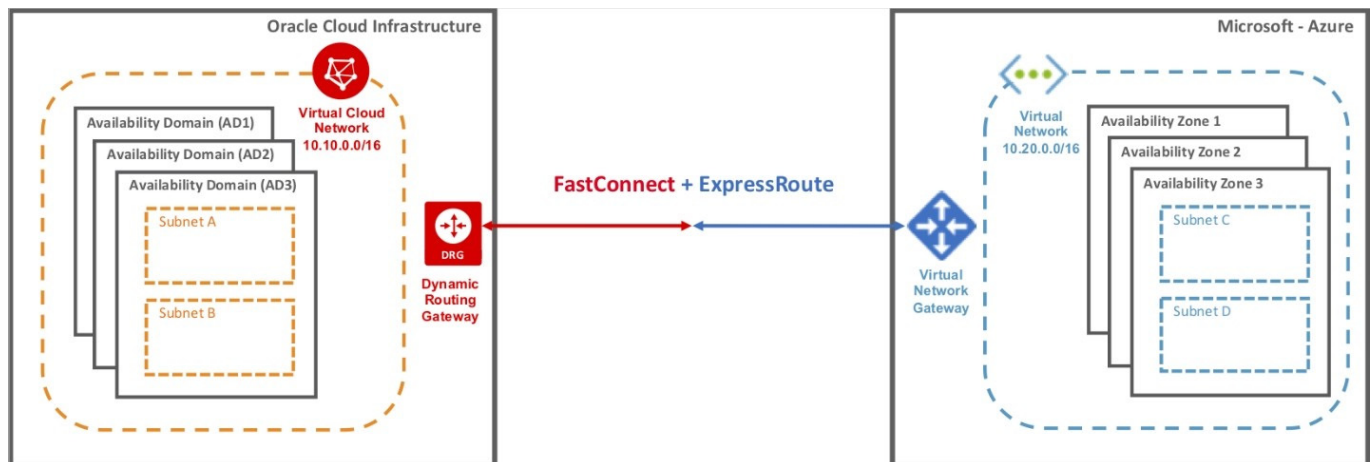 Oracle Cloud Infrastructure
Virtual Cloud
Network
10.10.0.0/16
Availability Domain (AD1)
Availability Domain (AD2)
Availability Domain (AD3)
Subnet A
Subnet B
DRG
Dynamic
Routing
Gateway
FastConnect + ExpressRoute
Microsoft - Azure
Virtual
Network
10.20.0.0/16
Virtual
Network
Gateway
Availability Zone 1
Availability Zone 2
Availability Zone 3
Subnet C
Subnet D